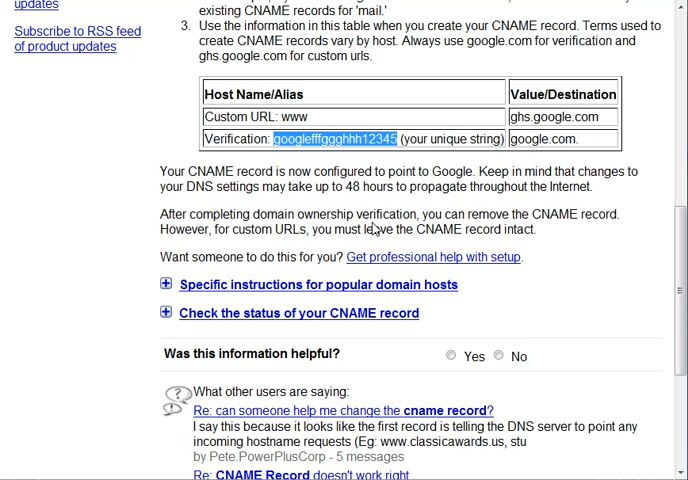 updates
Subscribe to RSS feed
of product updates
existing CNAME records for 'mail.'
3. Use the information in this table when you create your CNAME record. Terms used
to create CNAME records vary by host. Always use google.com for verification and
ghs.google.com for custom urls.
Host Name/Alias Value/Destination
Custom URL: www ghs.google.com
Verification: googlefffggghhh12345 (your unique string) google.com.
Your CNAME record is now configured to point to Google. Keep in mind that changes to
your DNS settings may take up to 48 hours to propagate throughout the Internet.
After completing domain ownership verification, you can remove the CNAME record.
However, for custom URLs, you must leave the CNAME record intact.
Want someone to do this for you? Get professional help with setup.
Specific instructions for popular domain hosts
Check the status of your CNAME record
Was this information helpful? Yes No
What other users are saying:
Re: can someone help me change the cname record?
I say this because it looks like the first record is telling the DNS server to point any
incoming hostname requests (Eg: www.classicawards.us, stu
by Pete.PowerPlusCorp - 5 messages
Re: CNAME Record doesn't work right